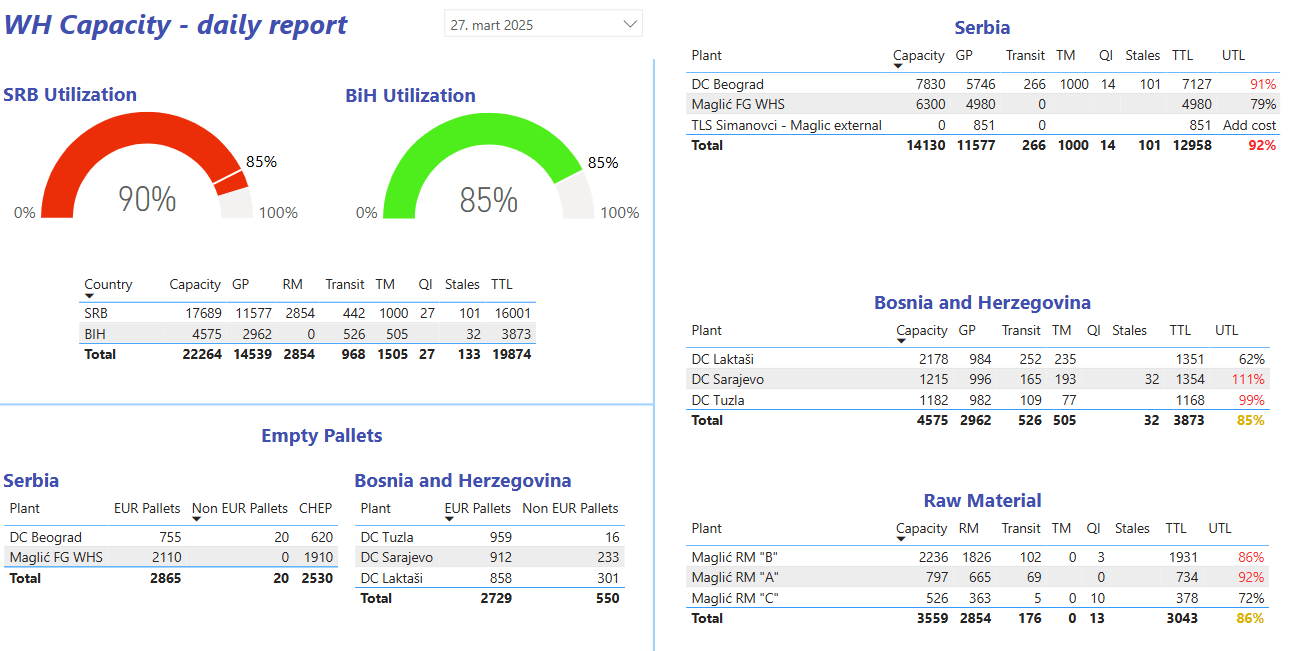 WH Capacity - daily report
27. mart 2025
SRB Utilization
85%
90%
0%
100%
BiH Utilization
85%
85%
0%
100%
Country Capacity GP RM Transit TM QI Stales TTL
SRB 17689 11577 2854 442 1000 27 101 16001
BIH 4575 2962 0 526 505 32 3873
Total 22264 14539 2854 968 1505 27 133 19874
Empty Pallets
Serbia
Plant EUR Pallets Non EUR Pallets CHEP
DC Beograd 755 20 620
Maglić FG WHS 2110 0 1910
Total 2865 20 2530
Bosnia and Herzegovina
Plant EUR Pallets Non EUR Pallets
DC Tuzla 959 16
DC Sarajevo 912 233
DC Laktaši 858 301
Total 2729 550
Serbia
Plant Capacity GP Transit TM QI Stales TTL UTL
DC Beograd 7830 5746 266 1000 14 101 7127 91%
Maglić FG WHS 6300 4980 0 4980 79%
TLS Simanovci - Maglic external 0 851 0 851 Add cost
Total 14130 11577 266 1000 14 101 12958 92%
Bosnia and Herzegovina
Plant Capacity GP Transit TM QI Stales TTL UTL
DC Laktaši 2178 984 252 235 1351 62%
DC Sarajevo 1215 996 165 193 32 1354 111%
DC Tuzla 1182 982 109 77 1168 99%
Total 4575 2962 526 505 32 3873 85%
Raw Material
Plant Capacity RM Transit TM QI Stales TTL UTL
Maglić RM "B" 2236 1826 102 0 3 1931 86%
Maglić RM "A" 797 665 69 0 734 92%
Maglić RM "C" 526 363 5 0 10 378 72%
Total 3559 2854 176 0 13 3043 86%